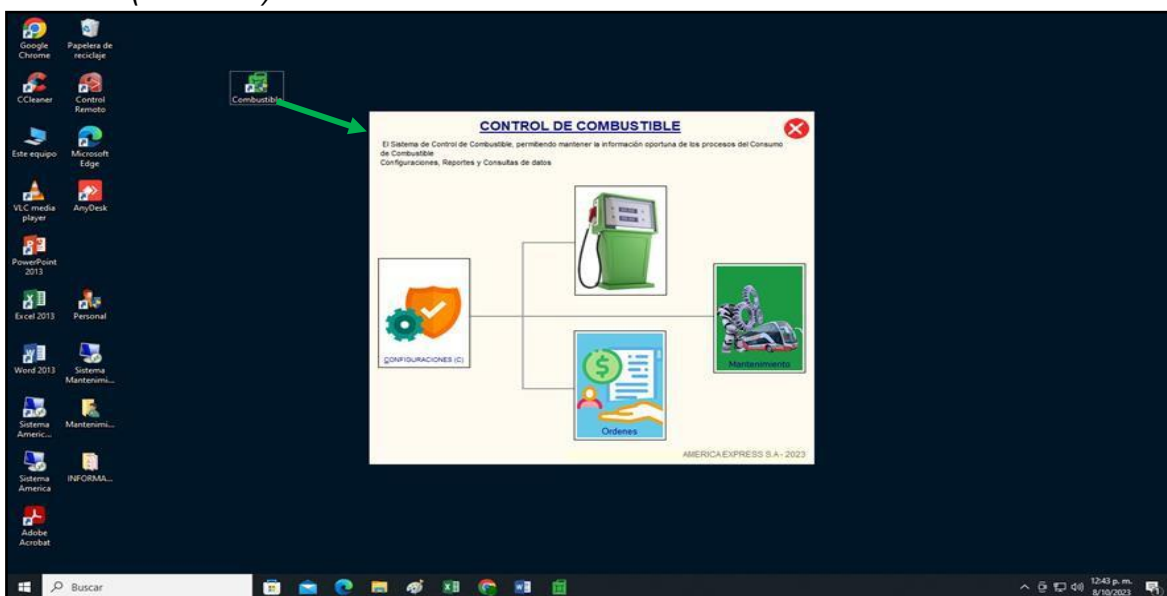 Google
Chrome
Papelera de
reciclaje
CCleaner
Control
Remoto
Combustible
Este equipo
Microsoft
Edge
VLC media
player
AnyDesk
PowerPoint
2013
Excel 2013
Personal
Word 2013
Sistema
Mantenimi...
Sistema
Americ...
Mantenimi...
Sistema
America
INFORMA...
Adobe
Acrobat
CONTROL DE COMBUSTIBLE
El Sistema de Control de Combustible, permitiendo mantener la información oportuna de los procesos del Consumo
de Combustible
Configuraciones, Reportes y Consultas de datos
CONFIGURACIONES (C)
Mantenimiento
Ordenes
AMERICA EXPRESS S.A - 2023
Buscar
12:43 p. m.
8/10/2023